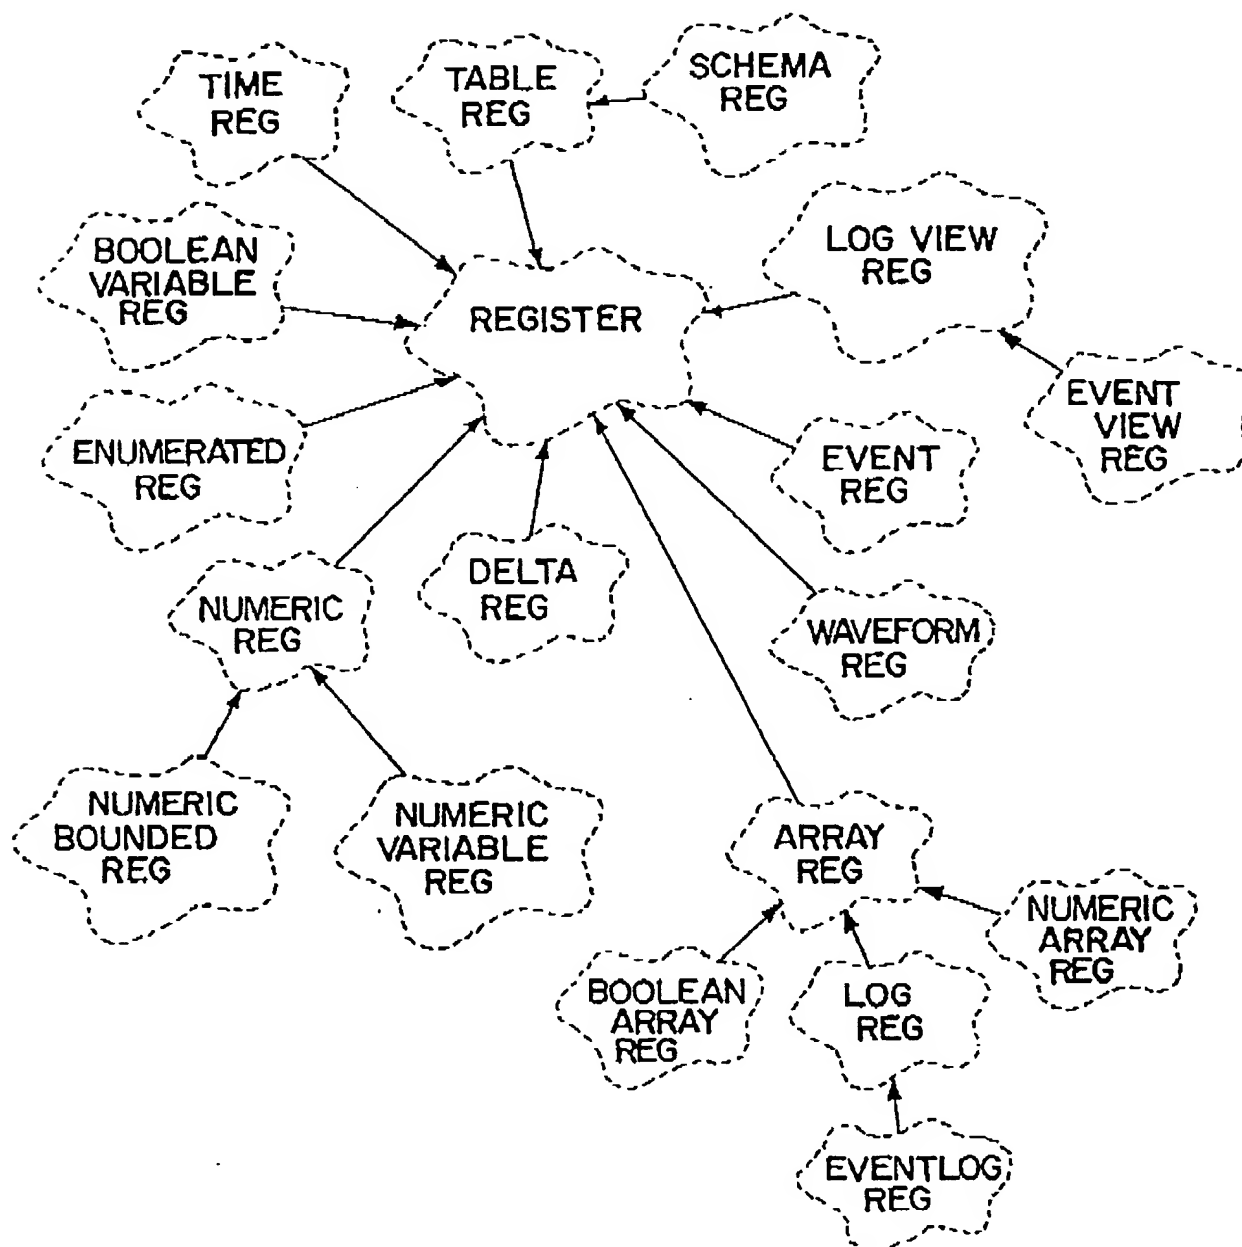 TIME
REG
TABLE
REG
SCHEMA
REG
BOOLEAN
VARIABLE
REG
REGISTER
LOG VIEW
REG
ENUMERATED
REG
EVENT
REG
EVENT
VIEW
REG
NUMERIC
REG
DELTA
REG
WAVEFORM
REG
NUMERIC
BOUNDED
REG
NUMERIC
VARIABLE
REG
ARRAY
REG
BOOLEAN
ARRAY
REG
LOG
REG
NUMERIC
ARRAY
REG
EVENTLOG
REG